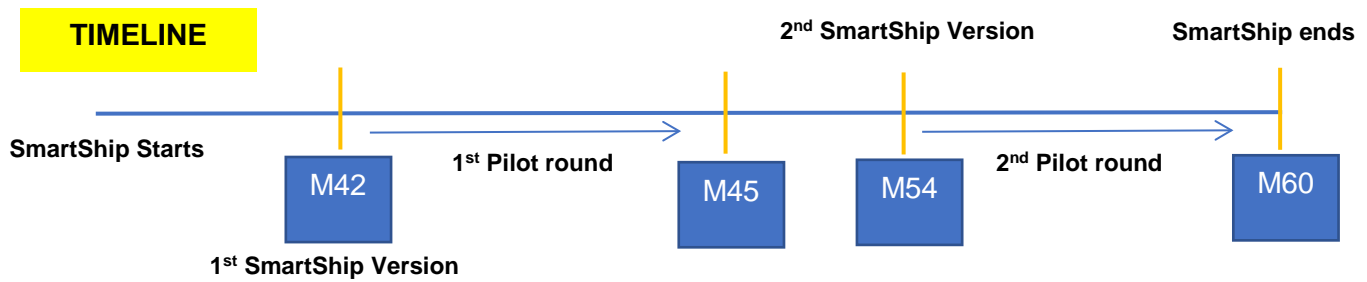 TIMELINE
2nd SmartShip Version
SmartShip ends
SmartShip Starts
1st Pilot round
2nd Pilot round
M42
M45
M54
M60
1st SmartShip Version